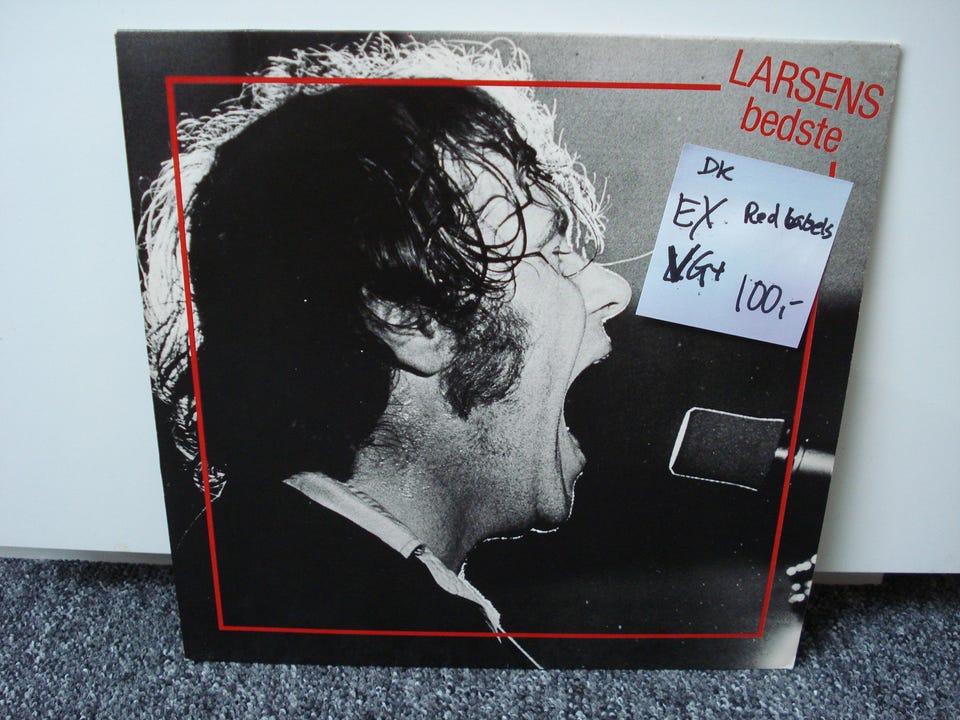 LARSENS
bedste
DK
EX Red labels
VG+
100,-